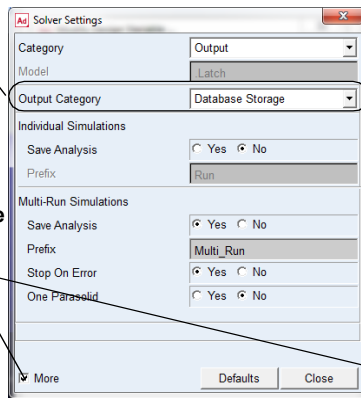 Ad Solver Settings
Category Output
Model .Latch
Output Category Database Storage
Individual Simulations
Save Analysis Yes No
Prefix Run
Multi-Run Simulations
Save Analysis Yes No
Prefix Multi_Run
Stop On Error Yes No
One Parasolid Yes No
More Defaults Close